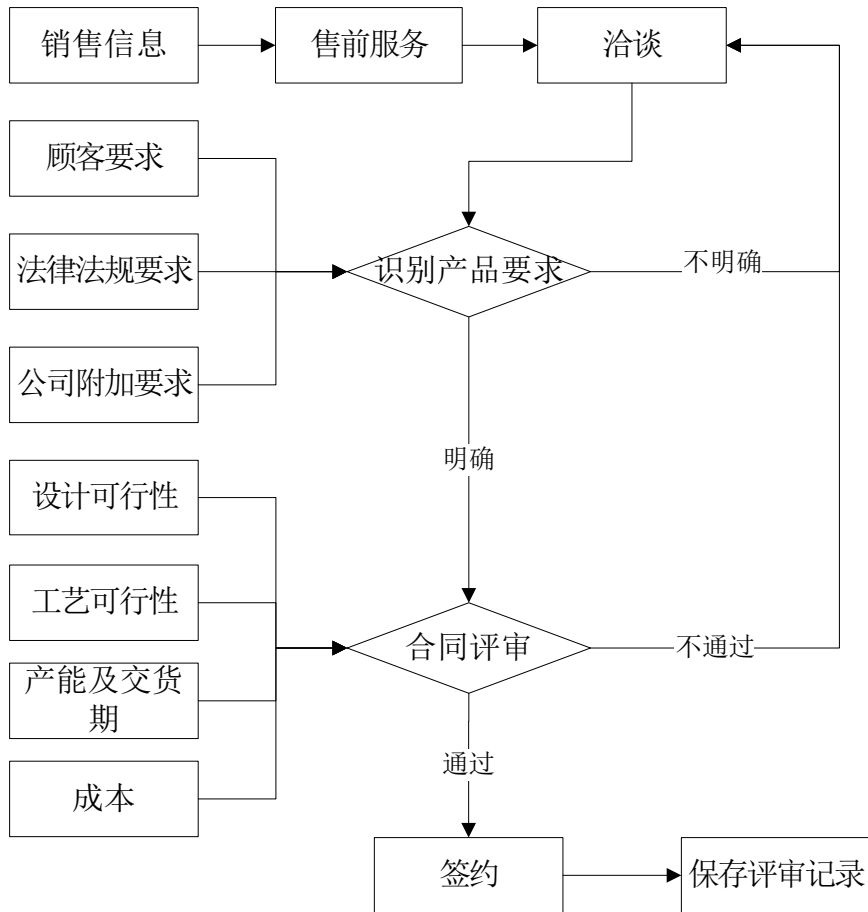 销售信息
售前服务
洽谈
顾客要求
法律法规要求
识别产品要求
不明确
公司附加要求
明确
设计可行性
工艺可行性
合同评审
不通过
产能及交货
期
通过
成本
签约
保存评审记录